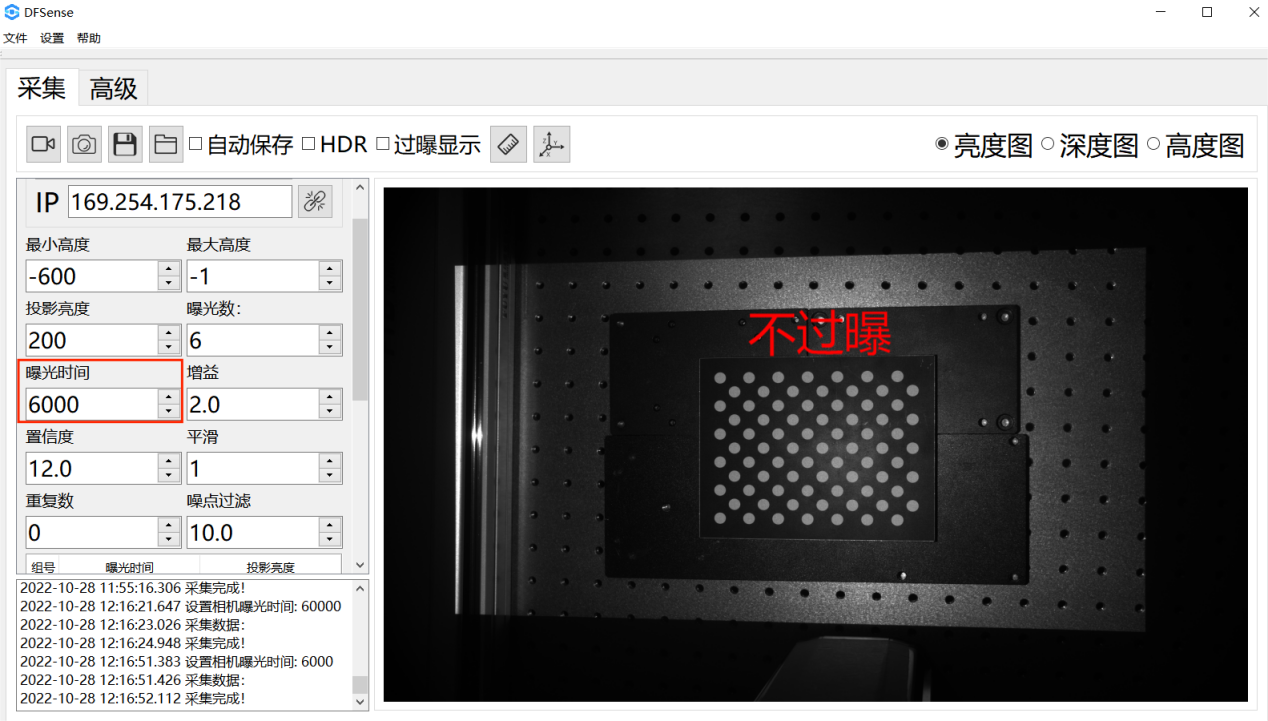 DFSense
文件 设置 帮助
采集 高级
自动保存 HDR 过曝显示 亮度图 深度图 高度图
IP 169.254.175.218
最小高度 最大高度
-600 -1
投影亮度 曝光数：
200 6
曝光时间 增益
6000 2.0
置信度 平滑
12.0 1
重复数 噪点过滤
0 10.0
组号 曝光时间 投影亮度
2022-10-28 11:55:16.306 采集完成！
2022-10-28 12:16:21.647 设置相机曝光时间: 60000
2022-10-28 12:16:23.026 采集数据：
2022-10-28 12:16:24.948 采集完成！
2022-10-28 12:16:51.383 设置相机曝光时间: 6000
2022-10-28 12:16:51.426 采集数据：
2022-10-28 12:16:52.112 采集完成！
不过曝